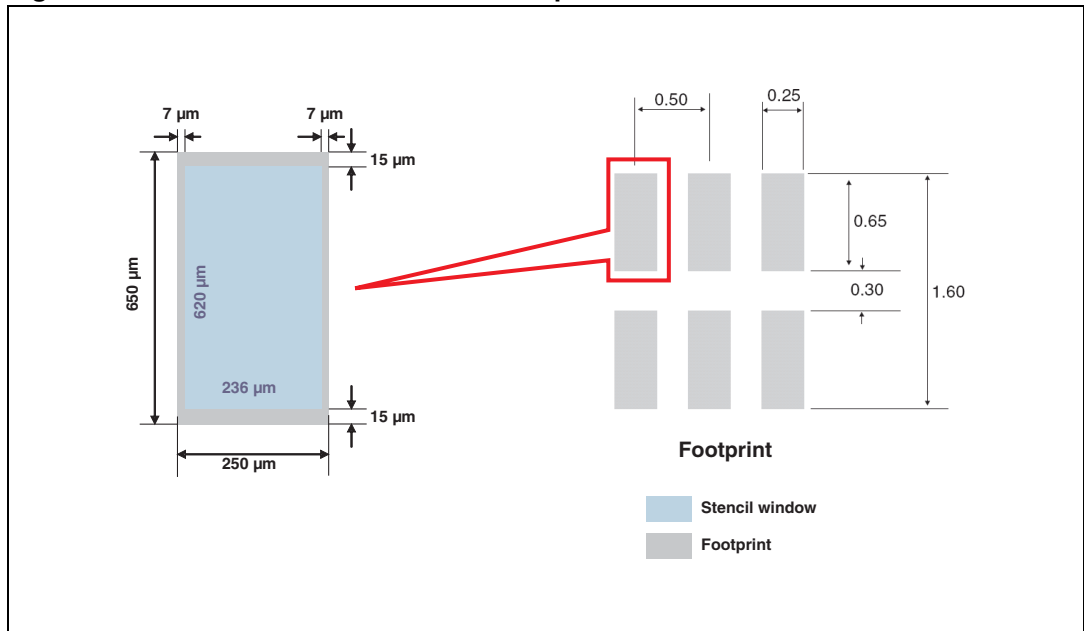 7 µm
7 µm
15 µm
650 µm
620 µm
236 µm
15 µm
250 µm
0.50
0.25
0.65
0.30
1.60
Footprint
Stencil window
Footprint